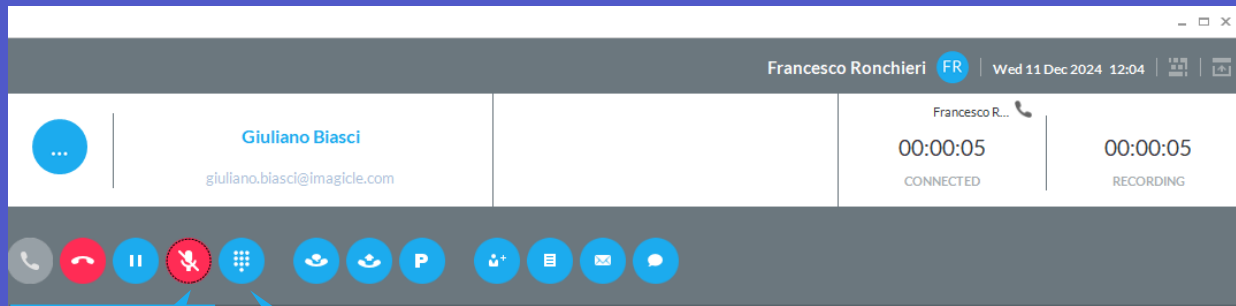 Francesco Ronchieri FR Wed 11 Dec 2024 12:04
Francesco R...
...
Giuliano Biasci
giuliano.biasci@imagicle.com
00:00:05
CONNECTED
00:00:05
RECORDING
P